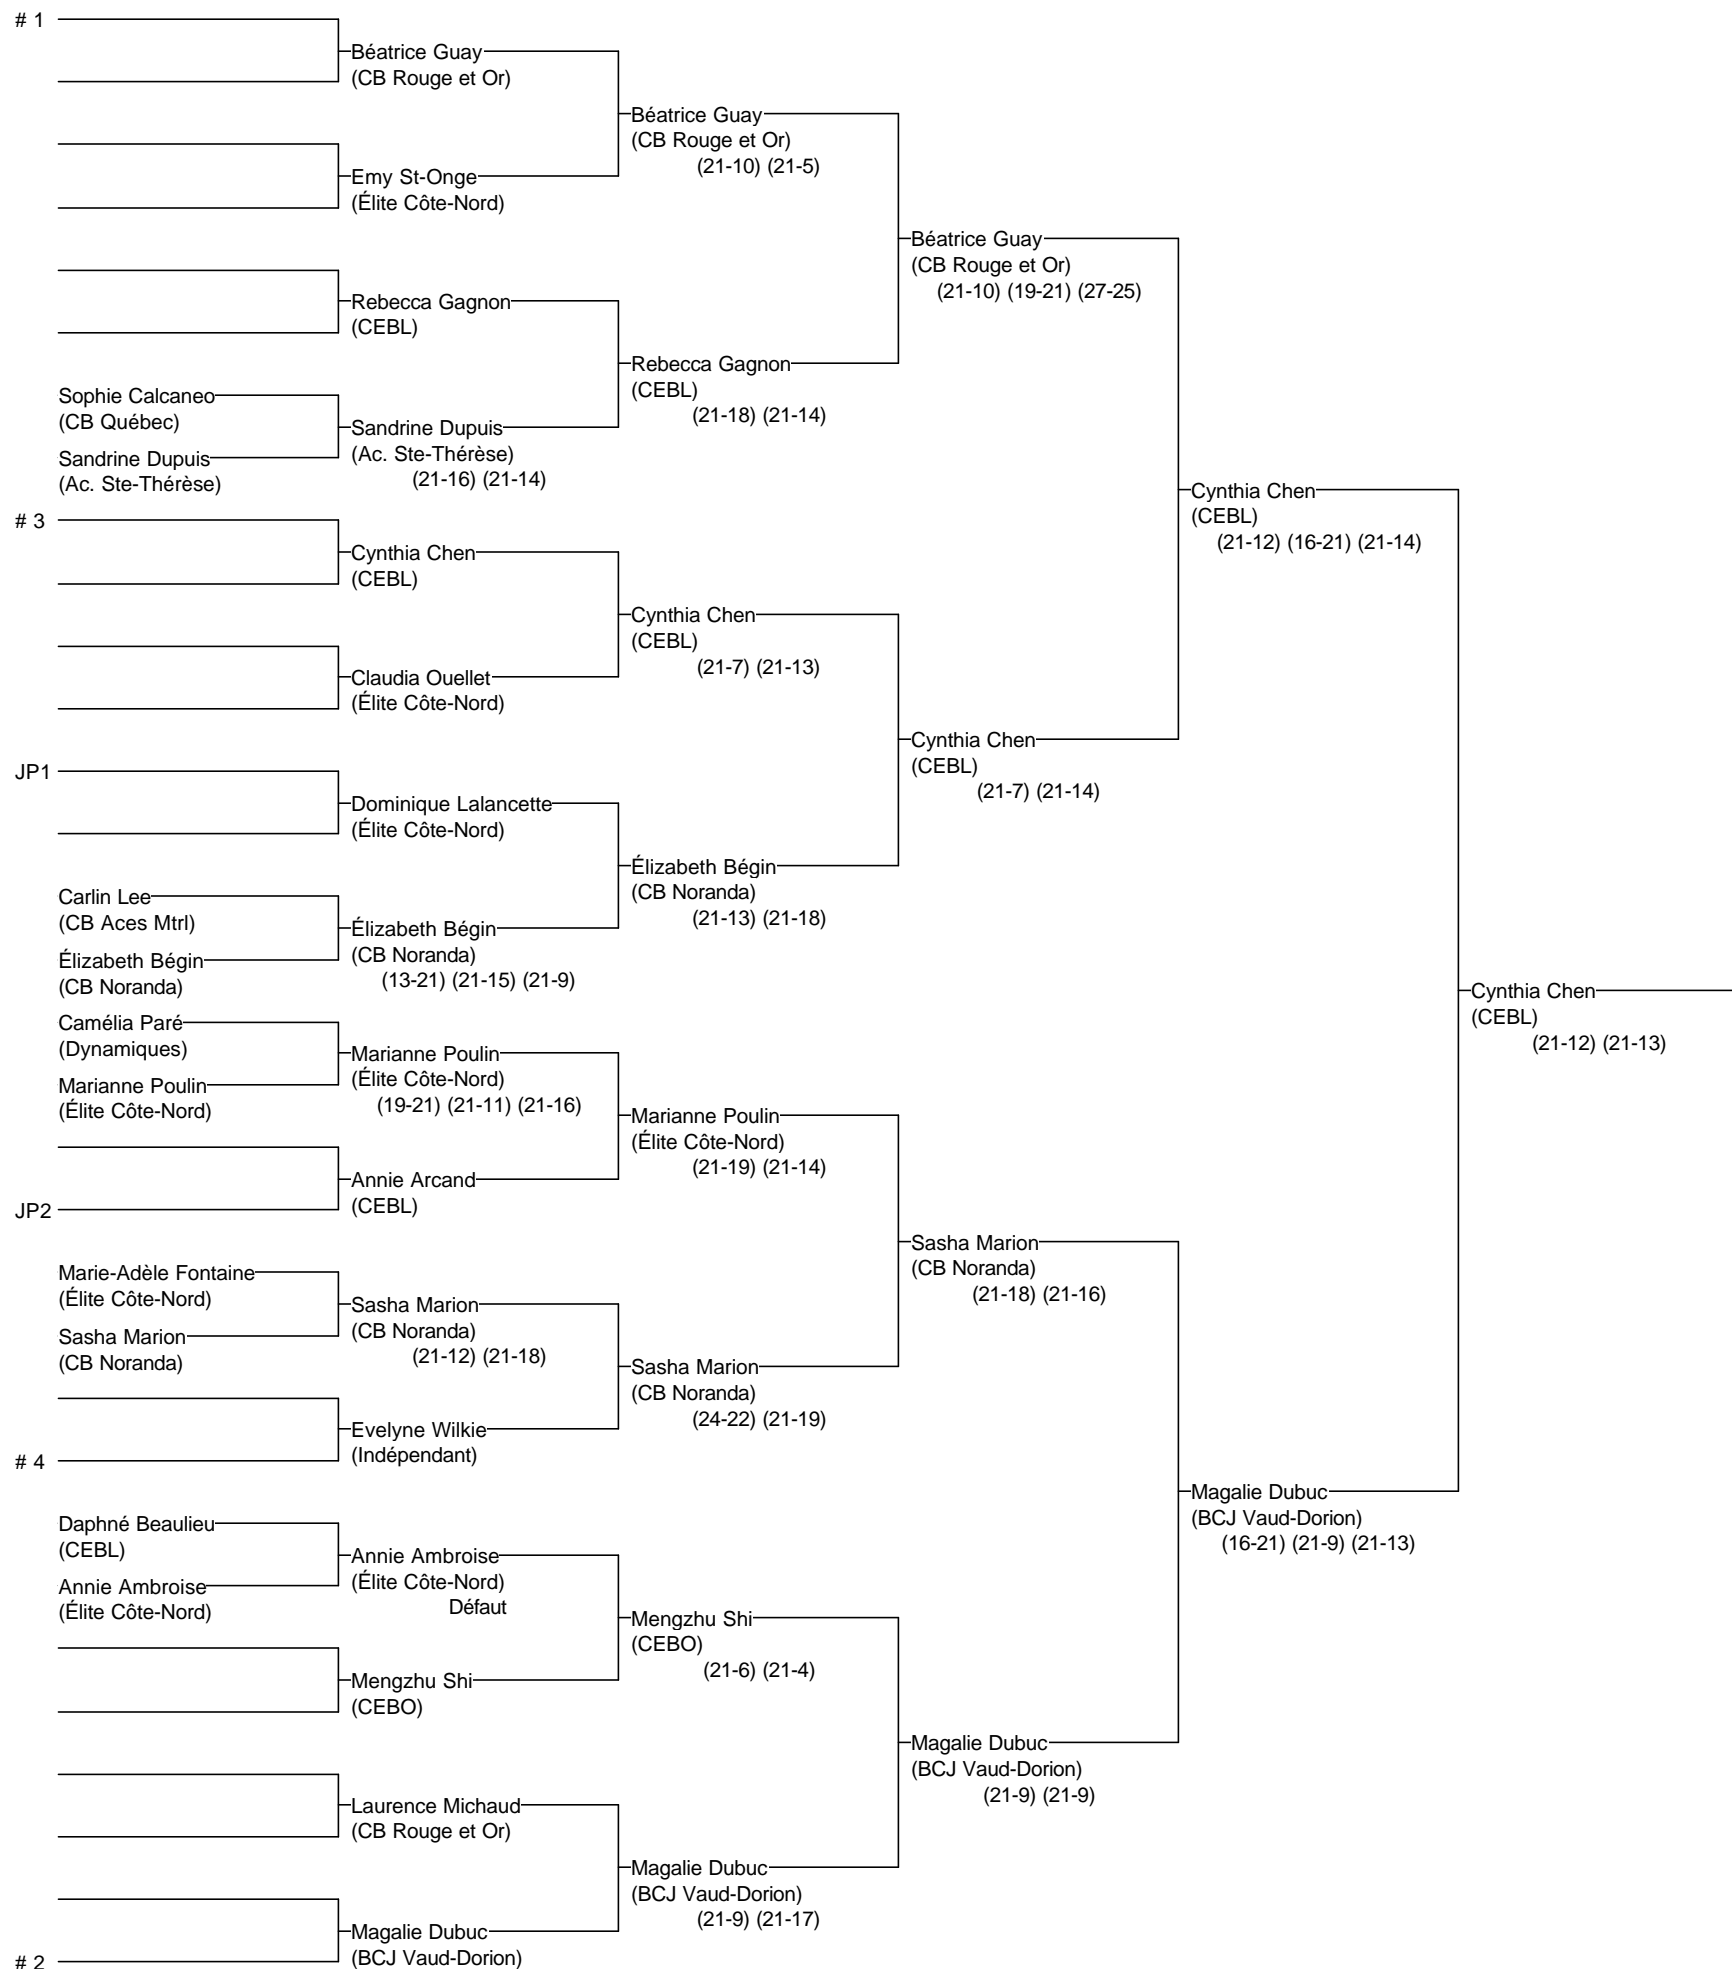 # 1
Béatrice Guay
(CB Rouge et Or)
Béatrice Guay
(CB Rouge et Or)
(21-10) (21-5)
Emy St-Onge
(Élite Côte-Nord)
Béatrice Guay
(CB Rouge et Or)
(21-10) (19-21) (27-25)
Rebecca Gagnon
(CEBL)
Rebecca Gagnon
(CEBL)
(21-18) (21-14)
Sophie Calcaneo
(CB Québec)
Sandrine Dupuis
(Ac. Ste-Thérèse)
(21-16) (21-14)
Sandrine Dupuis
(Ac. Ste-Thérèse)
Cynthia Chen
(CEBL)
(21-12) (16-21) (21-14)
# 3
Cynthia Chen
(CEBL)
Cynthia Chen
(CEBL)
(21-7) (21-13)
Claudia Ouellet
(Élite Côte-Nord)
Cynthia Chen
(CEBL)
(21-7) (21-14)
JP1
Dominique Lalancette
(Élite Côte-Nord)
Élizabeth Bégin
(CB Noranda)
(21-13) (21-18)
Carlin Lee
(CB Aces Mtrl)
Élizabeth Bégin
(CB Noranda)
(13-21) (21-15) (21-9)
Élizabeth Bégin
(CB Noranda)
Cynthia Chen
(CEBL)
(21-12) (21-13)
Camélia Paré
(Dynamiques)
Marianne Poulin
(Élite Côte-Nord)
(19-21) (21-11) (21-16)
Marianne Poulin
(Élite Côte-Nord)
Marianne Poulin
(Élite Côte-Nord)
(21-19) (21-14)
Annie Arcand
(CEBL)
JP2
Sasha Marion
(CB Noranda)
(21-18) (21-16)
Marie-Adèle Fontaine
(Élite Côte-Nord)
Sasha Marion
(CB Noranda)
(21-12) (21-18)
Sasha Marion
(CB Noranda)
Sasha Marion
(CB Noranda)
(24-22) (21-19)
Evelyne Wilkie
(Indépendant)
# 4
Magalie Dubuc
(BCJ Vaud-Dorion)
(16-21) (21-9) (21-13)
Daphné Beaulieu
(CEBL)
Annie Ambroise
(Élite Côte-Nord)
Défaut
Annie Ambroise
(Élite Côte-Nord)
Mengzhu Shi
(CEBO)
(21-6) (21-4)
Mengzhu Shi
(CEBO)
Magalie Dubuc
(BCJ Vaud-Dorion)
(21-9) (21-9)
Laurence Michaud
(CB Rouge et Or)
Magalie Dubuc
(BCJ Vaud-Dorion)
(21-9) (21-17)
Magalie Dubuc
(BCJ Vaud-Dorion)
# 2